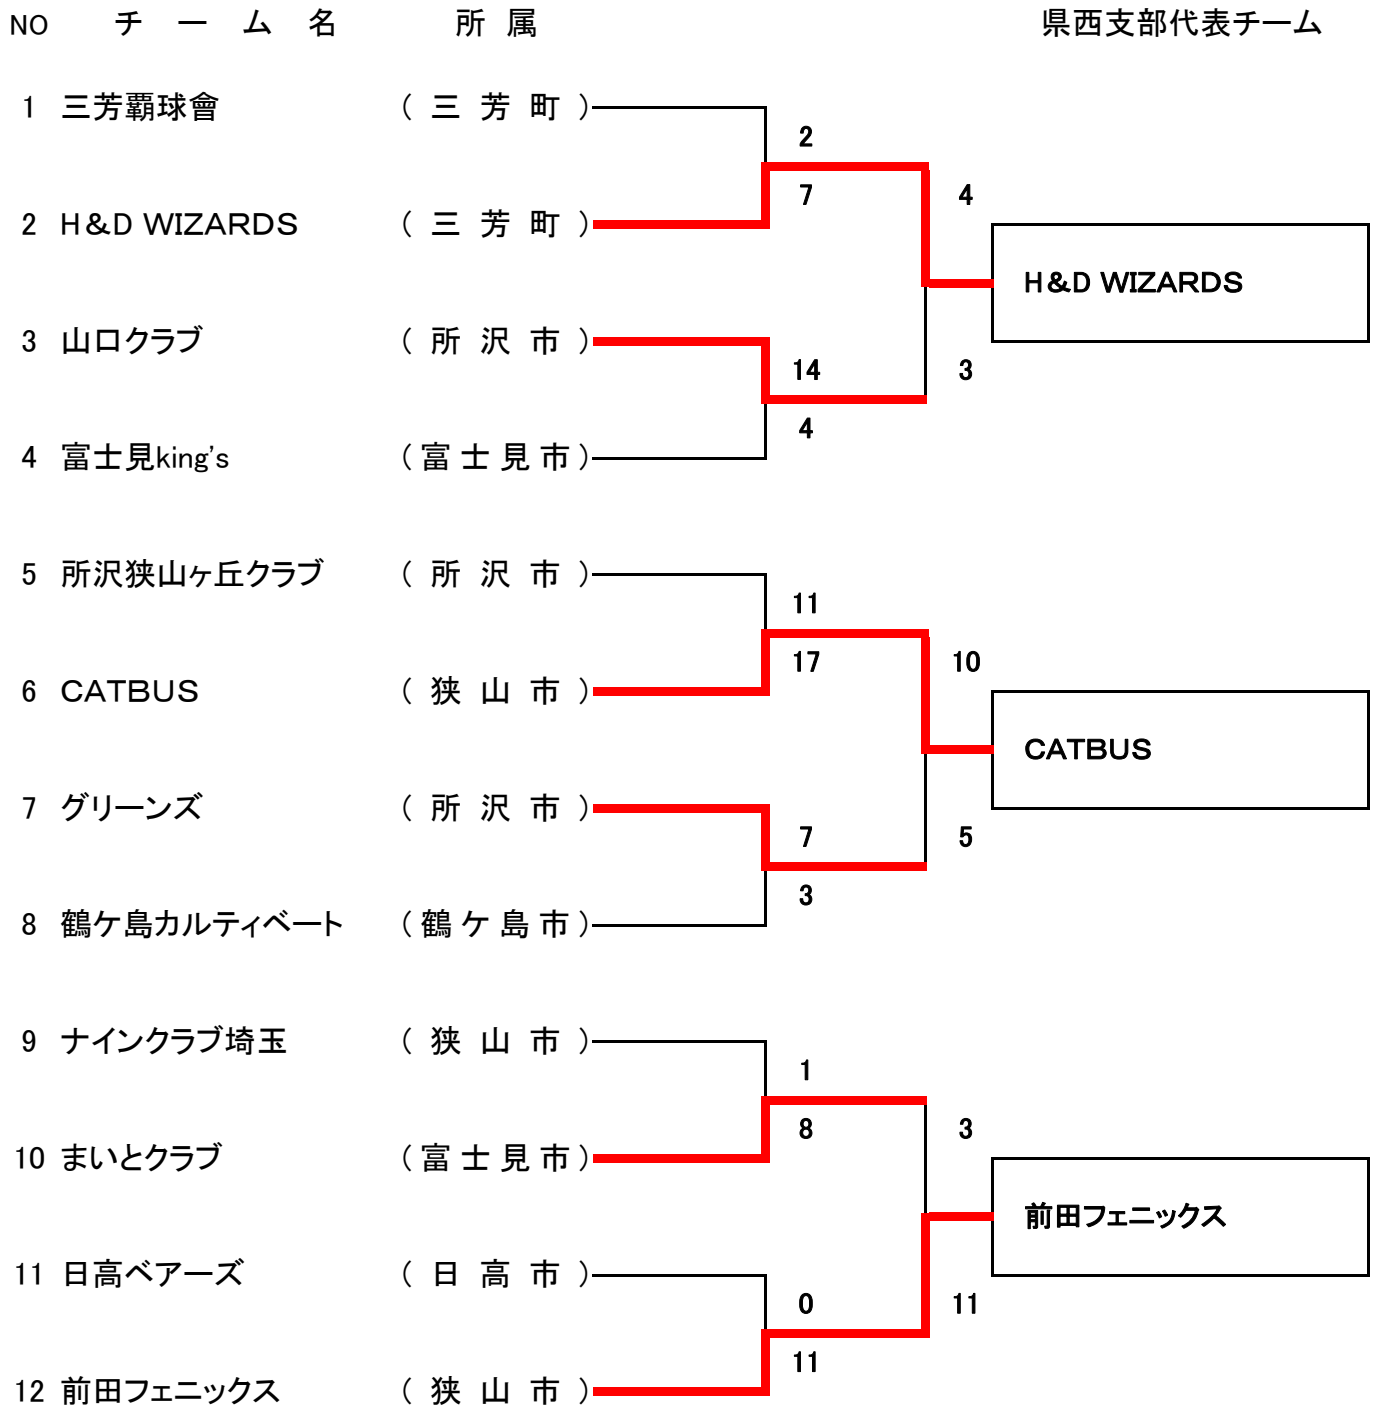 NO チ ー ム 名 所 属 県西支部代表チーム
1 三芳覇球會 ( 三 芳 町 )
2
2 H&D WIZARDS ( 三 芳 町 )
7 4
H&D WIZARDS
3 山口クラブ ( 所 沢 市 )
14 3
4
4 富士見king's ( 富 士 見 市 )
5 所沢狭山ヶ丘クラブ ( 所 沢 市 )
11
17 10
6 CATBUS ( 狭 山 市 )
CATBUS
7 グリーンズ ( 所 沢 市 )
7 5
3
8 鶴ケ島カルティベート ( 鶴 ケ 島 市 )
9 ナインクラブ埼玉 ( 狭 山 市 )
1
8 3
10 まいとクラブ ( 富 士 見 市 )
前田フェニックス
11 日高ベアーズ ( 日 高 市 )
0 11
11
12 前田フェニックス ( 狭 山 市 )